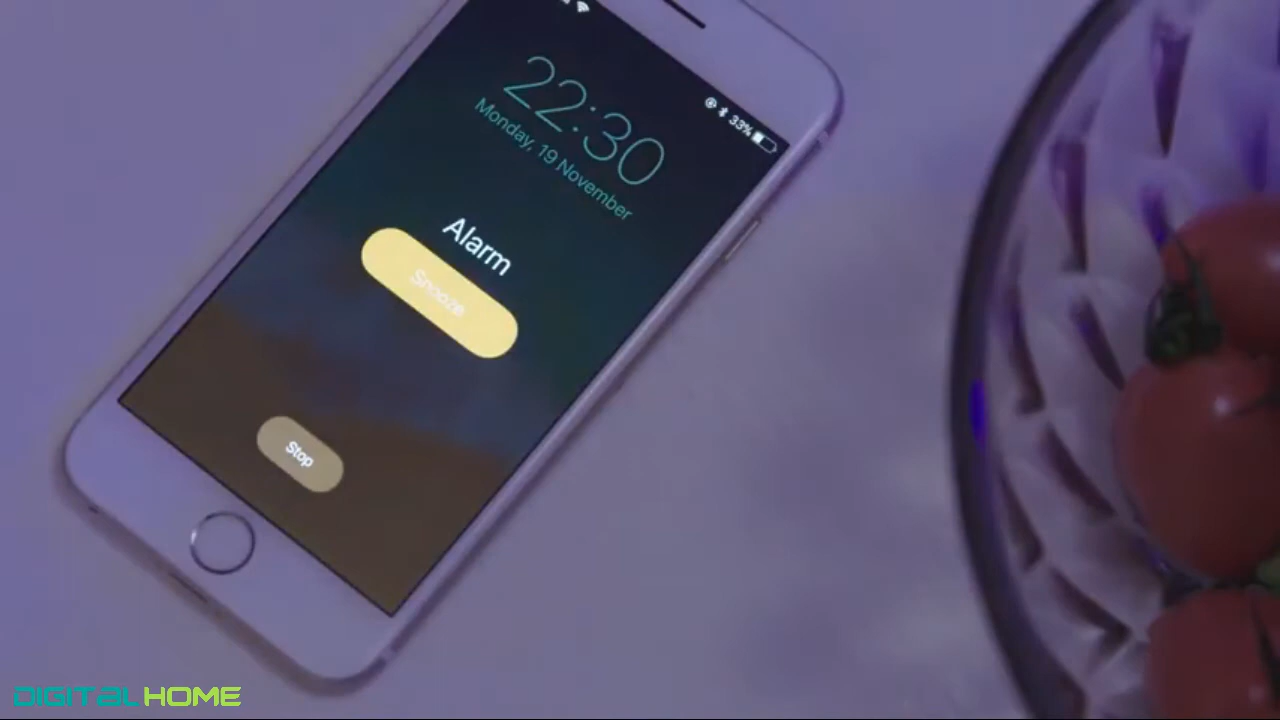 33%
22:30
Monday, 19 November
Alarm
Snooze
Stop
DIGITAL HOME